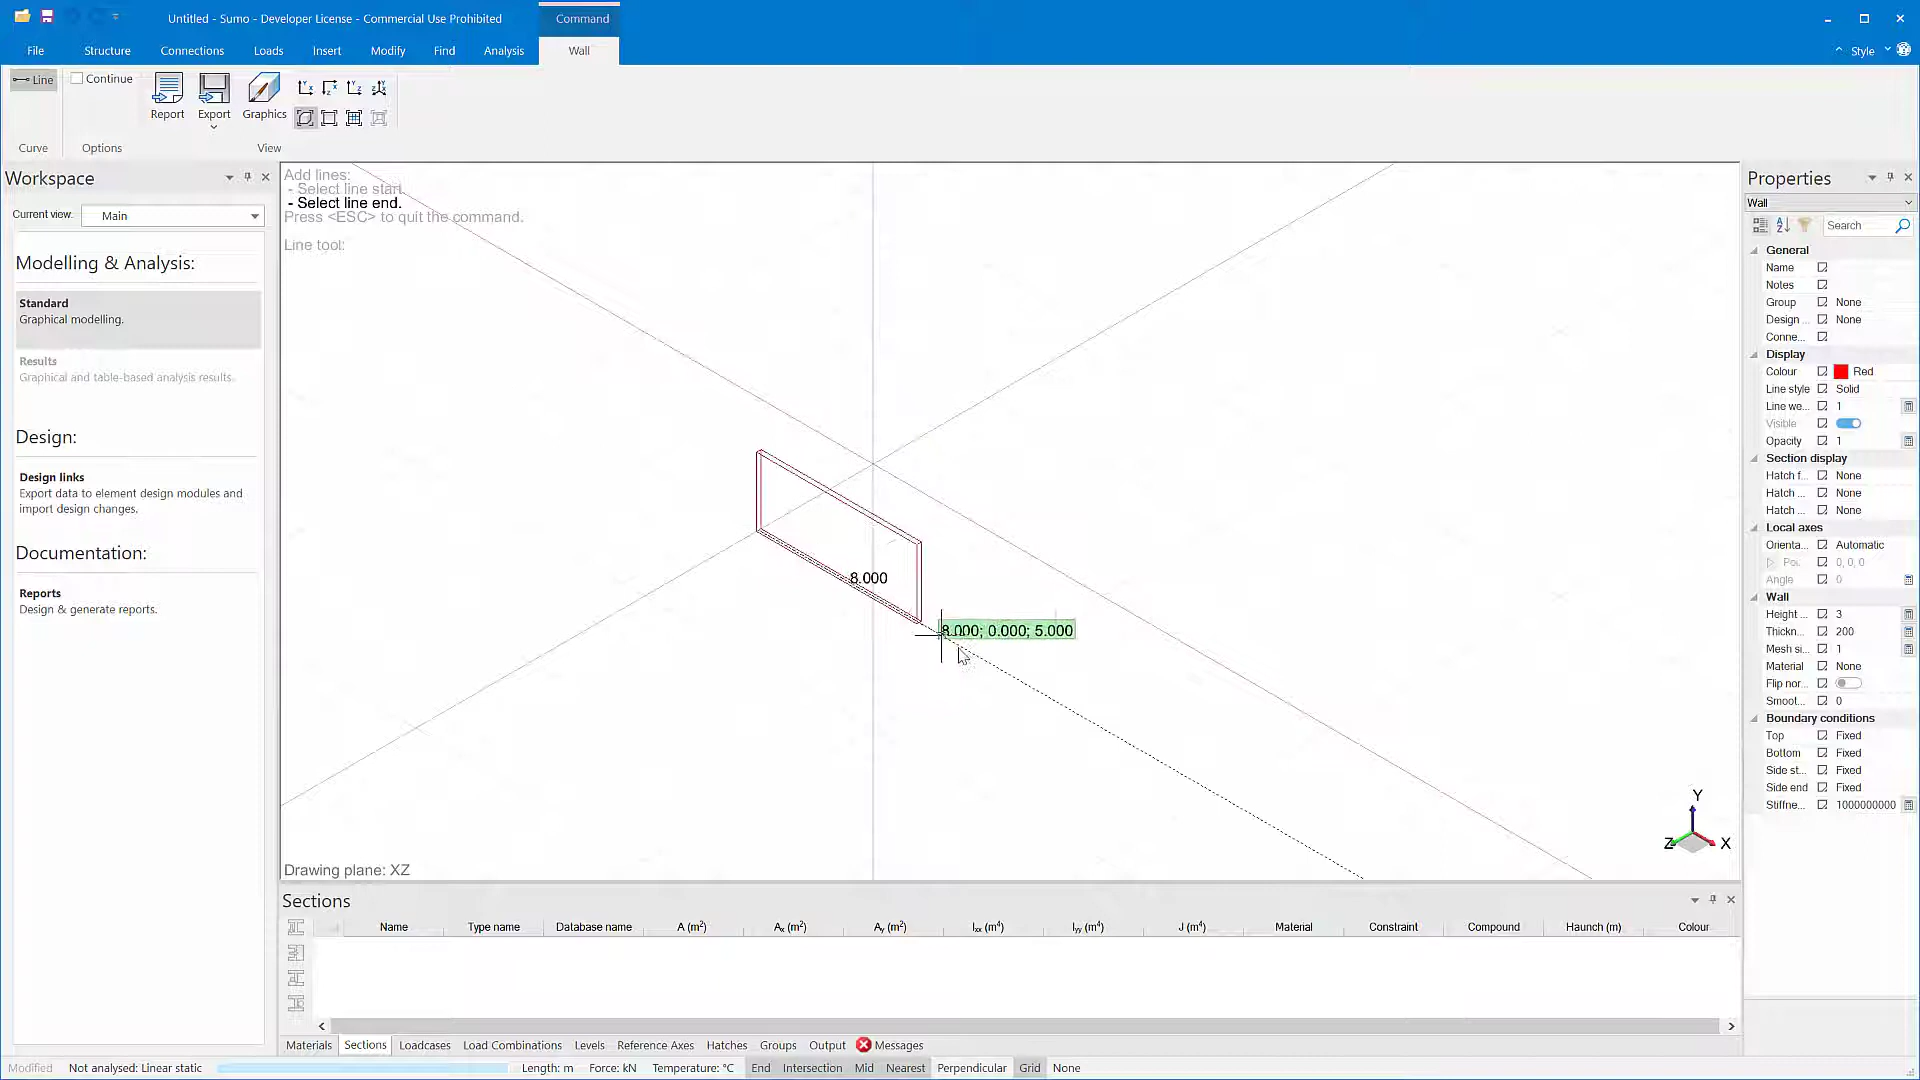 Untitled - Sumo - Developer License - Commercial Use Prohibited
Command
File
Structure
Connections
Loads
Insert
Modify
Find
Analysis
Wall
Style
Line
Continue
Report
Export
Graphics
Curve
Options
View
Workspace
Current view:
Main
Modelling & Analysis:
Standard
Graphical modelling.
Results
Graphical and table-based analysis results.
Design:
Design links
Export data to element design modules and
import design changes.
Documentation:
Reports
Design & generate reports.
Add lines:
- Select line start.
- Select line end.
Press <ESC> to quit the command.
Line tool:
8.000
8.000; 0.000; 5.000
Y
Z
X
Drawing plane: XZ
Properties
Wall
Search
General
Name
Notes
Group None
Design ... None
Conne...
Display
Colour Red
Line style Solid
Line we... 1
Visible
Opacity 1
Section display
Hatch f... None
Hatch ... None
Hatch ... None
Local axes
Orienta... Automatic
Poi... 0, 0, 0
Angle 0
Wall
Height ... 3
Thickn... 200
Mesh si... 1
Material None
Flip nor...
Smoot... 0
Boundary conditions
Top Fixed
Bottom Fixed
Side st... Fixed
Side end Fixed
Stiffne... 1000000000
Sections
Name Type name Database name A (m²) Ax (m²) Ay (m²) Ixx (m⁴) Iyy (m⁴) J (m⁴) Material Constraint Compound Haunch (m) Colour
Materials Sections Loadcases Load Combinations Levels Reference Axes Hatches Groups Output Messages
Modified Not analysed: Linear static Length: m Force: kN Temperature: °C End Intersection Mid Nearest Perpendicular Grid None